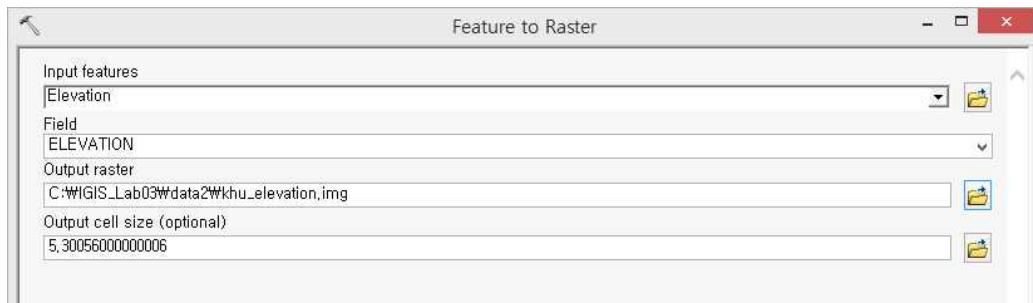 Feature to Raster
Input features
Elevation
Field
ELEVATION
Output raster
C:₩IGIS_Lab03₩data2₩khu_elevation.img
Output cell size (optional)
5,30056000000006